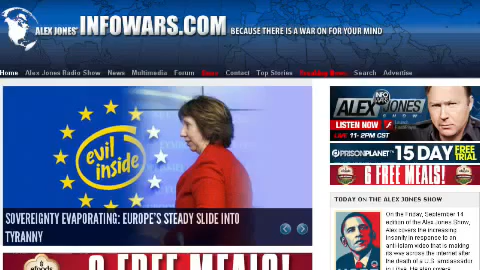 ALEX JONES' INFOWARS.COM BECAUSE THERE IS A WAR ON FOR YOUR MIND
Home Alex Jones Radio Show News Multimedia Forum Store Contact Top Stories Breaking News Search Advertise
evil
inside
SOVEREIGNTY EVAPORATING: EUROPE'S STEADY SLIDE INTO
TYRANNY
FREE MEALS!
INFO
WARS
ALEX JONES
SHOW
LISTEN NOW
LIVE 11-2PM CST
PRISONPLANET 15 DAY FREE
TRIAL
6 FREE MEALS!
TODAY ON THE ALEX JONES SHOW
On the Friday, September 14
edition of the Alex Jones Show,
Alex covers the increasing
insanity in response to an
anti-Islam video that is making
its way across the internet after
the death of a U.S. ambassador